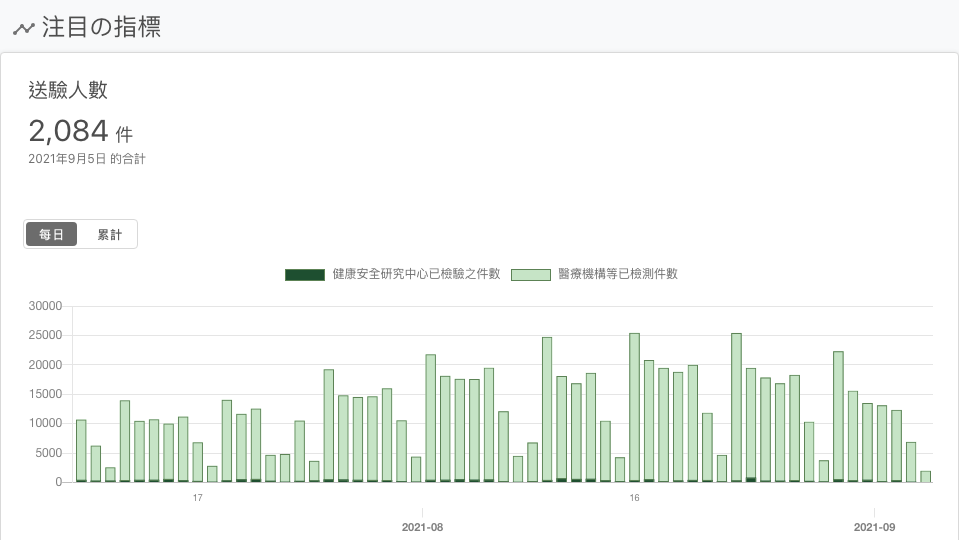 注目の指標
送驗人數
2,084 件
2021年9月5日 的合計
每日 累計
健康安全研究中心已檢驗之件數 醫療機構等已檢測件數
30000
25000
20000
15000
10000
5000
0
17 16
2021-08 2021-09